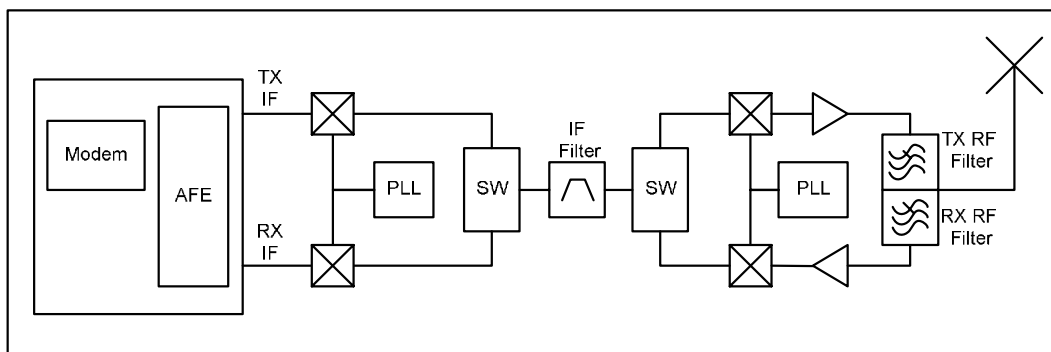 TX
IF
Modem
AFE
RX
IF
PLL
SW
IF
Filter
SW
PLL
TX RF
Filter
RX RF
Filter